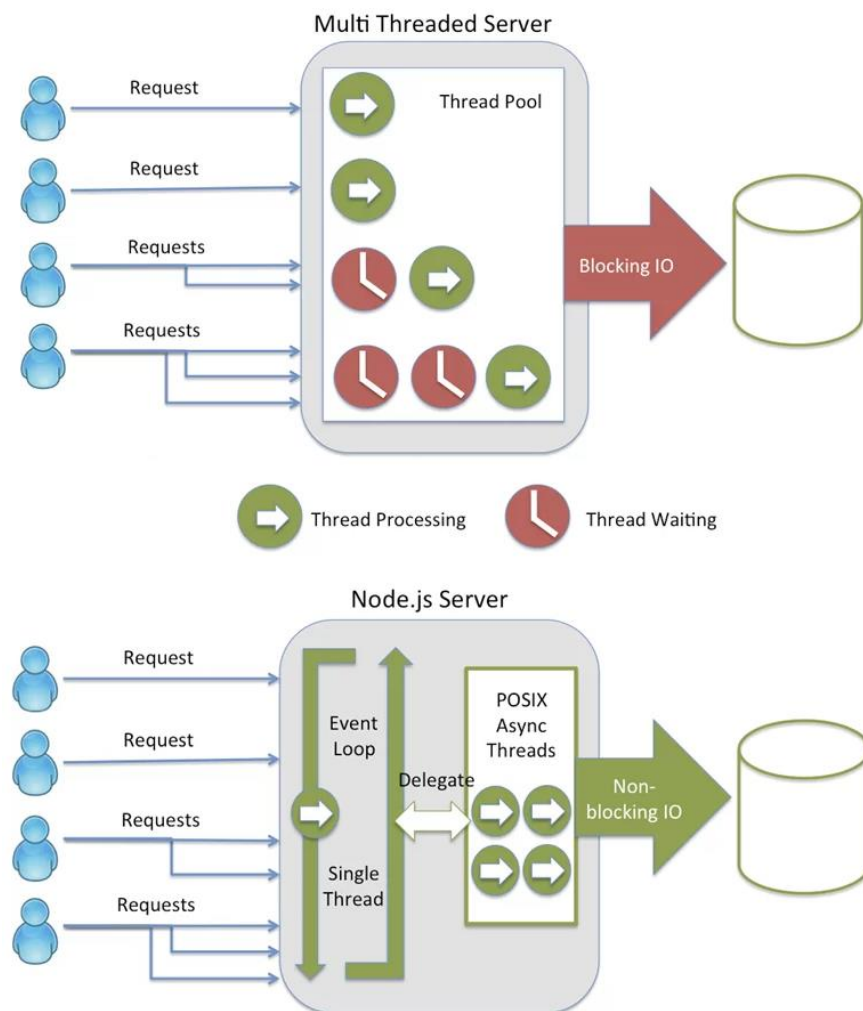 Multi Threaded Server
Request
Thread Pool
Request
Requests
Blocking IO
Requests
Thread Processing
Thread Waiting
Node.js Server
Request
POSIX
Async
Threads
Event
Loop
Request
Delegate
Non-
blocking IO
Requests
Single
Thread
Requests